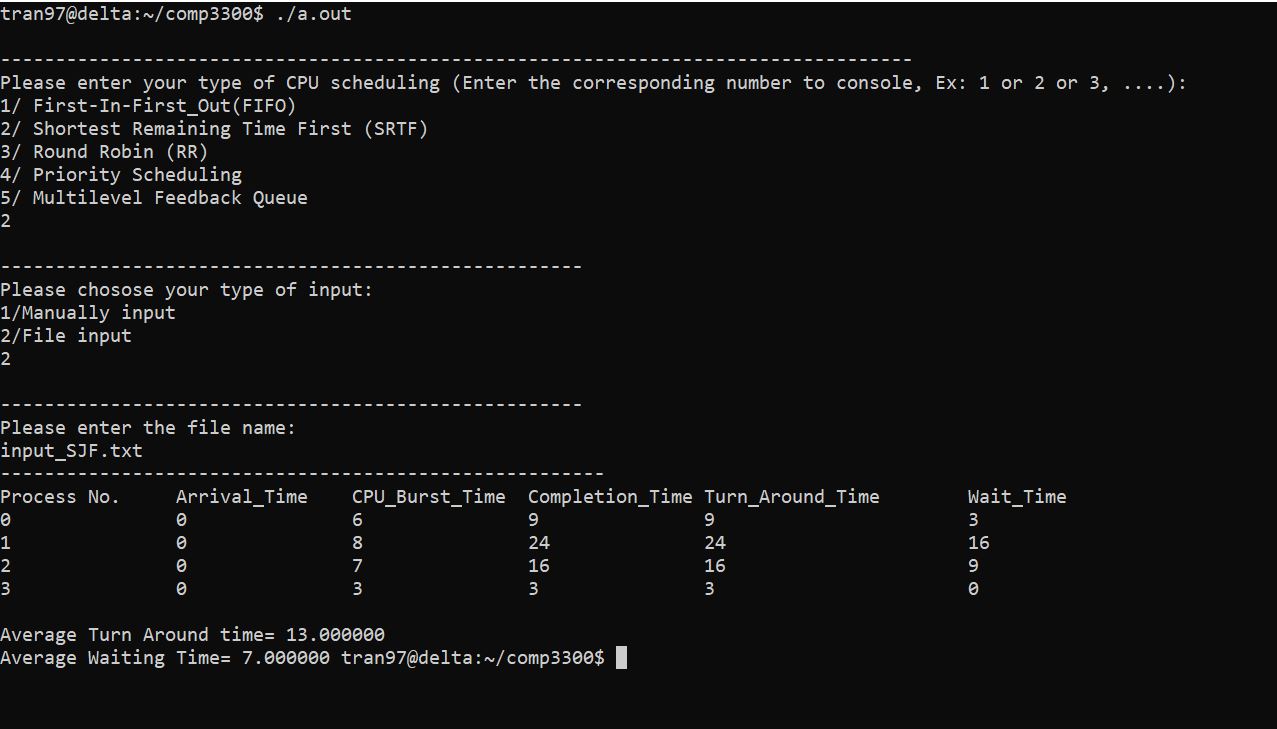 tran97@delta:~/comp3300$ ./a.out
-----------------------------------------------------------------------------------
Please enter your type of CPU scheduling (Enter the corresponding number to console, Ex: 1 or 2 or 3, ....):
1/ First-In-First_Out(FIFO)
2/ Shortest Remaining Time First (SRTF)
3/ Round Robin (RR)
4/ Priority Scheduling
5/ Multilevel Feedback Queue
2
-----------------------------------------------------
Please chosose your type of input:
1/Manually input
2/File input
2
-----------------------------------------------------
Please enter the file name:
input_SJF.txt
-------------------------------------------------------
Process No. Arrival_Time CPU_Burst_Time Completion_Time Turn_Around_Time Wait_Time
0 0 6 9 9 3
1 0 8 24 24 16
2 0 7 16 16 9
3 0 3 3 3 0
Average Turn Around time= 13.000000
Average Waiting Time= 7.000000 tran97@delta:~/comp3300$